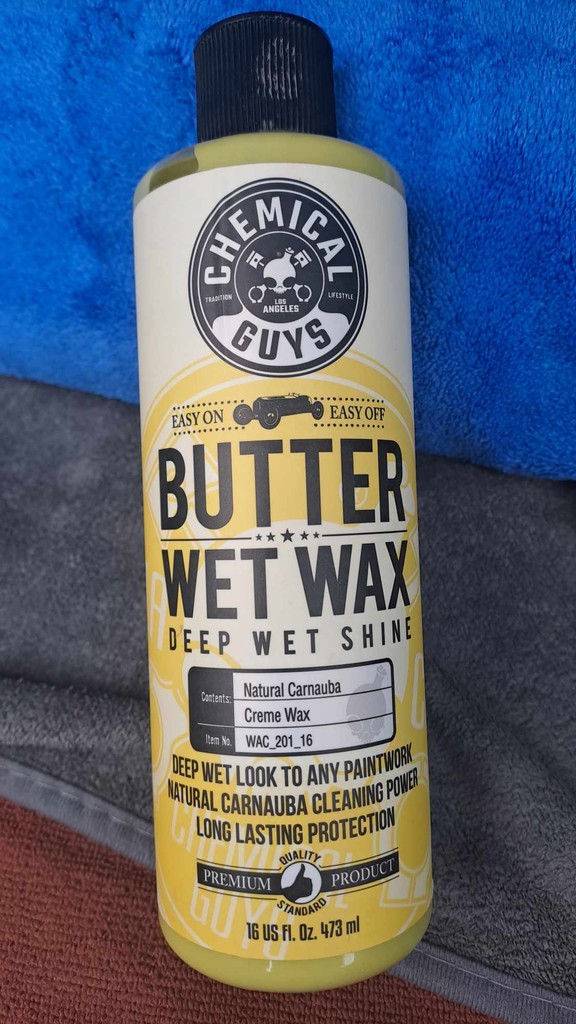 CHEMICAL
TRADITION
LIFESTYLE
LOS
ANGELES
GUYS
EASY ON
EASY OFF
BUTTER
WET WAX
DEEP WET SHINE
Contents: Natural Carnauba
Creme Wax
Item No. WAC_201_16
DEEP WET LOOK TO ANY PAINTWORK
NATURAL CARNAUBA CLEANING POWER
LONG LASTING PROTECTION
QUALITY
PREMIUM PRODUCT
STANDARD
16 US Fl. Oz. 473 ml